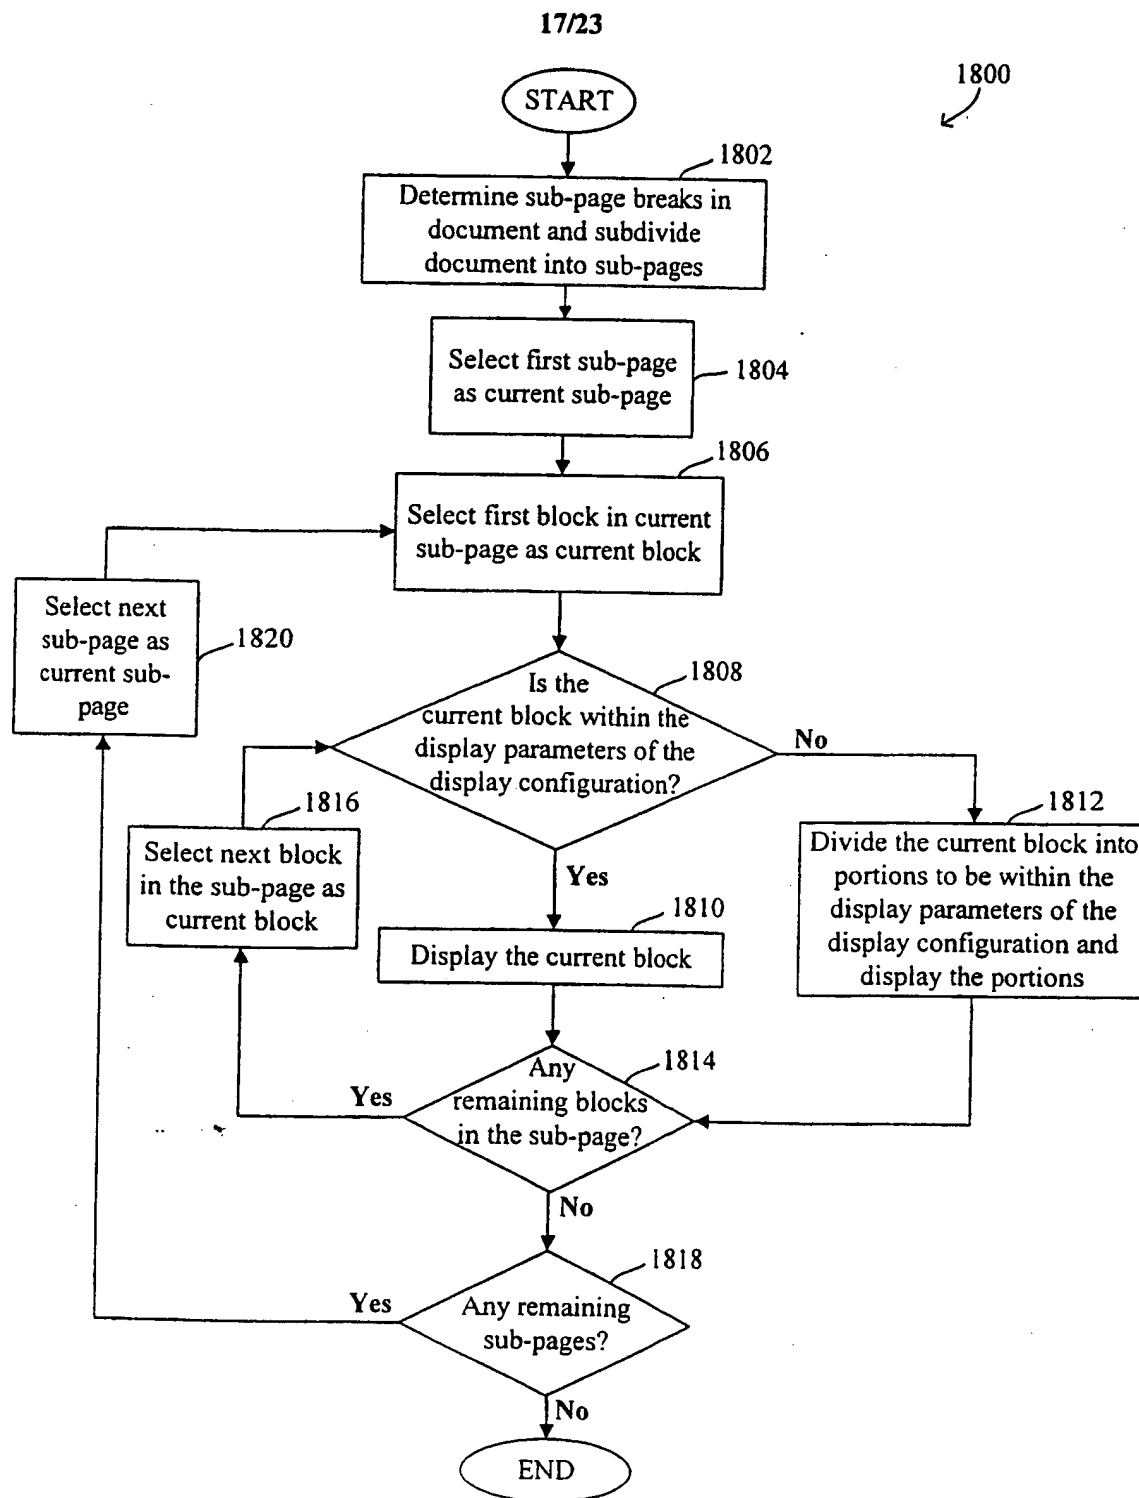 17/23
1800
START
1802
Determine sub-page breaks in
document and subdivide
document into sub-pages
Select first sub-page
as current sub-page
1804
1806
Select first block in current
sub-page as current block
Select next
sub-page as
current sub-
page
1820
1808
Is the
current block within the
display parameters of the
display configuration?
No
Yes
1816
Select next block
in the sub-page as
current block
1812
Divide the current block into
portions to be within the
display parameters of the
display configuration and
display the portions
1810
Display the current block
1814
Any
remaining blocks
in the sub-page?
Yes
No
1818
Any remaining
sub-pages?
Yes
No
END